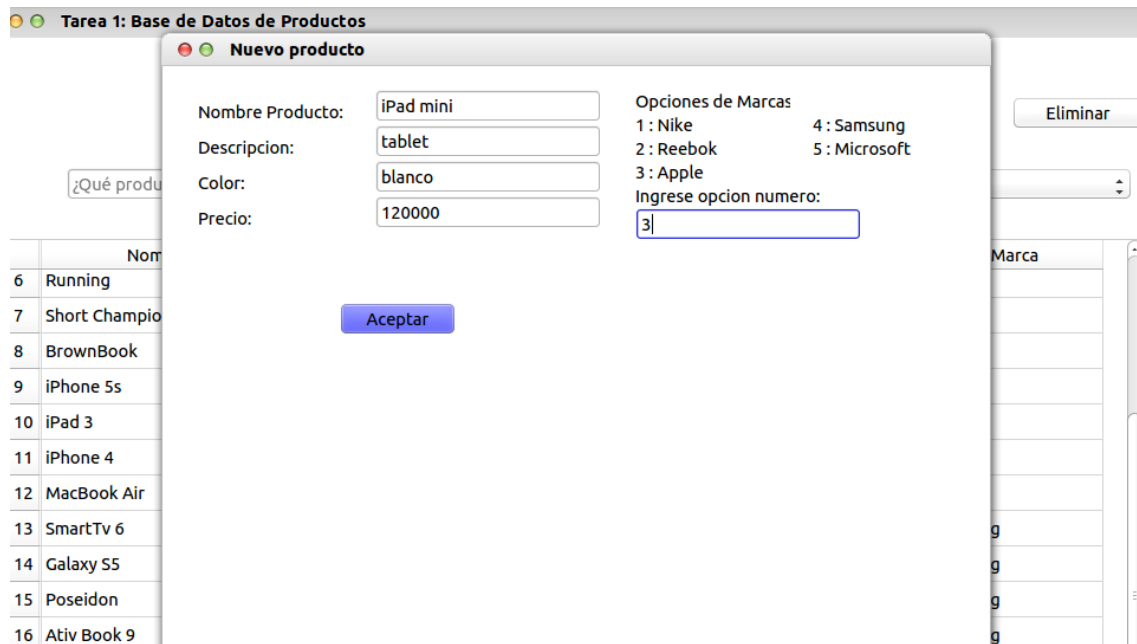 Tarea 1: Base de Datos de Productos
Nuevo producto
Nombre Producto:
iPad mini
Descripcion:
tablet
Color:
blanco
Precio:
120000
Opciones de Marcas
1 : Nike
4 : Samsung
2 : Reebok
5 : Microsoft
3 : Apple
Ingrese opcion numero:
3
Aceptar
Eliminar
¿Qué produ
Nom
Marca
6 Running
7 Short Champio
8 BrownBook
9 iPhone 5s
10 iPad 3
11 iPhone 4
12 MacBook Air
13 SmartTv 6
g
14 Galaxy S5
g
15 Poseidon
g
16 Ativ Book 9
g